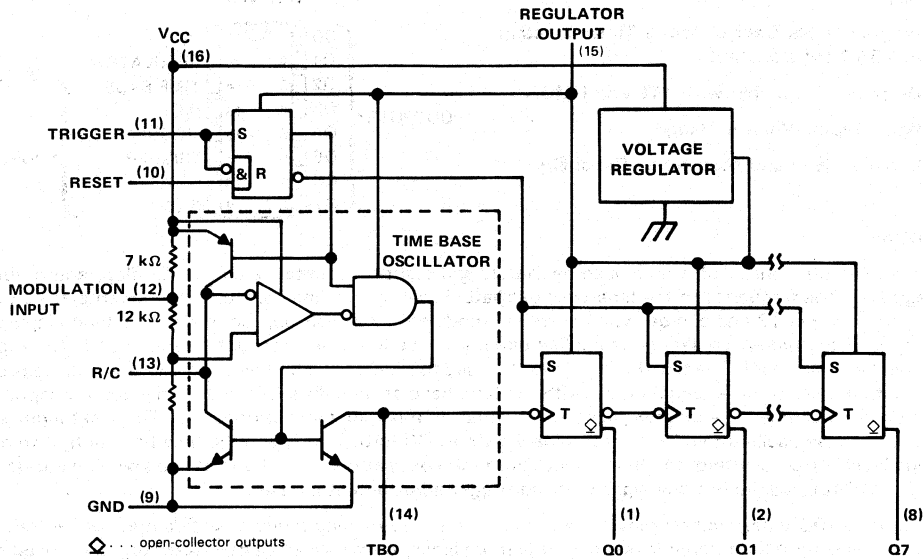 REGULATOR
OUTPUT
(15)
VCC
(16)
TRIGGER (11)
S
& R
RESET (10)
VOLTAGE
REGULATOR
TIME BASE
OSCILLATOR
7 kΩ
MODULATION (12)
INPUT
12 kΩ
R/C (13)
S
T
S
T
S
T
GND (9)
(14)
(1)
(2)
(8)
... open-collector outputs
TBO
Q0
Q1
Q7